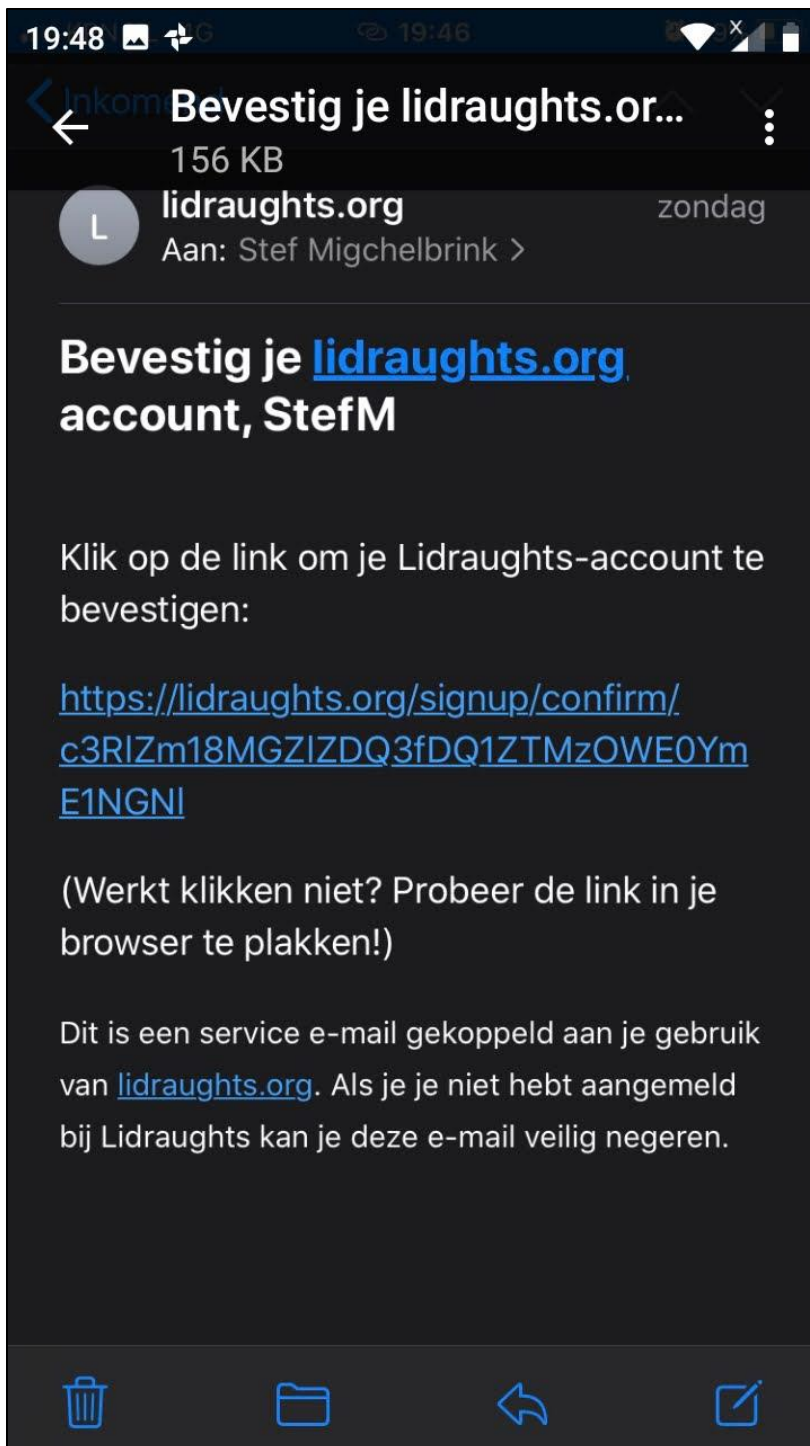 19:48
19:46
Bevestig je lidraughts.or...
156 KB
lidraughts.org
zondag
Aan: Stef Migchelbrink >
Bevestig je lidraughts.org
account, StefM
Klik op de link om je Lidraughts-account te
bevestigen:
https://lidraughts.org/signup/confirm/
c3RlZm18MGZlZDQ3fDQ1ZTMzOWE0Ym
E1NGNl
(Werkt klikken niet? Probeer de link in je
browser te plakken!)
Dit is een service e-mail gekoppeld aan je gebruik
van lidraughts.org. Als je je niet hebt aangemeld
bij Lidraughts kan je deze e-mail veilig negeren.